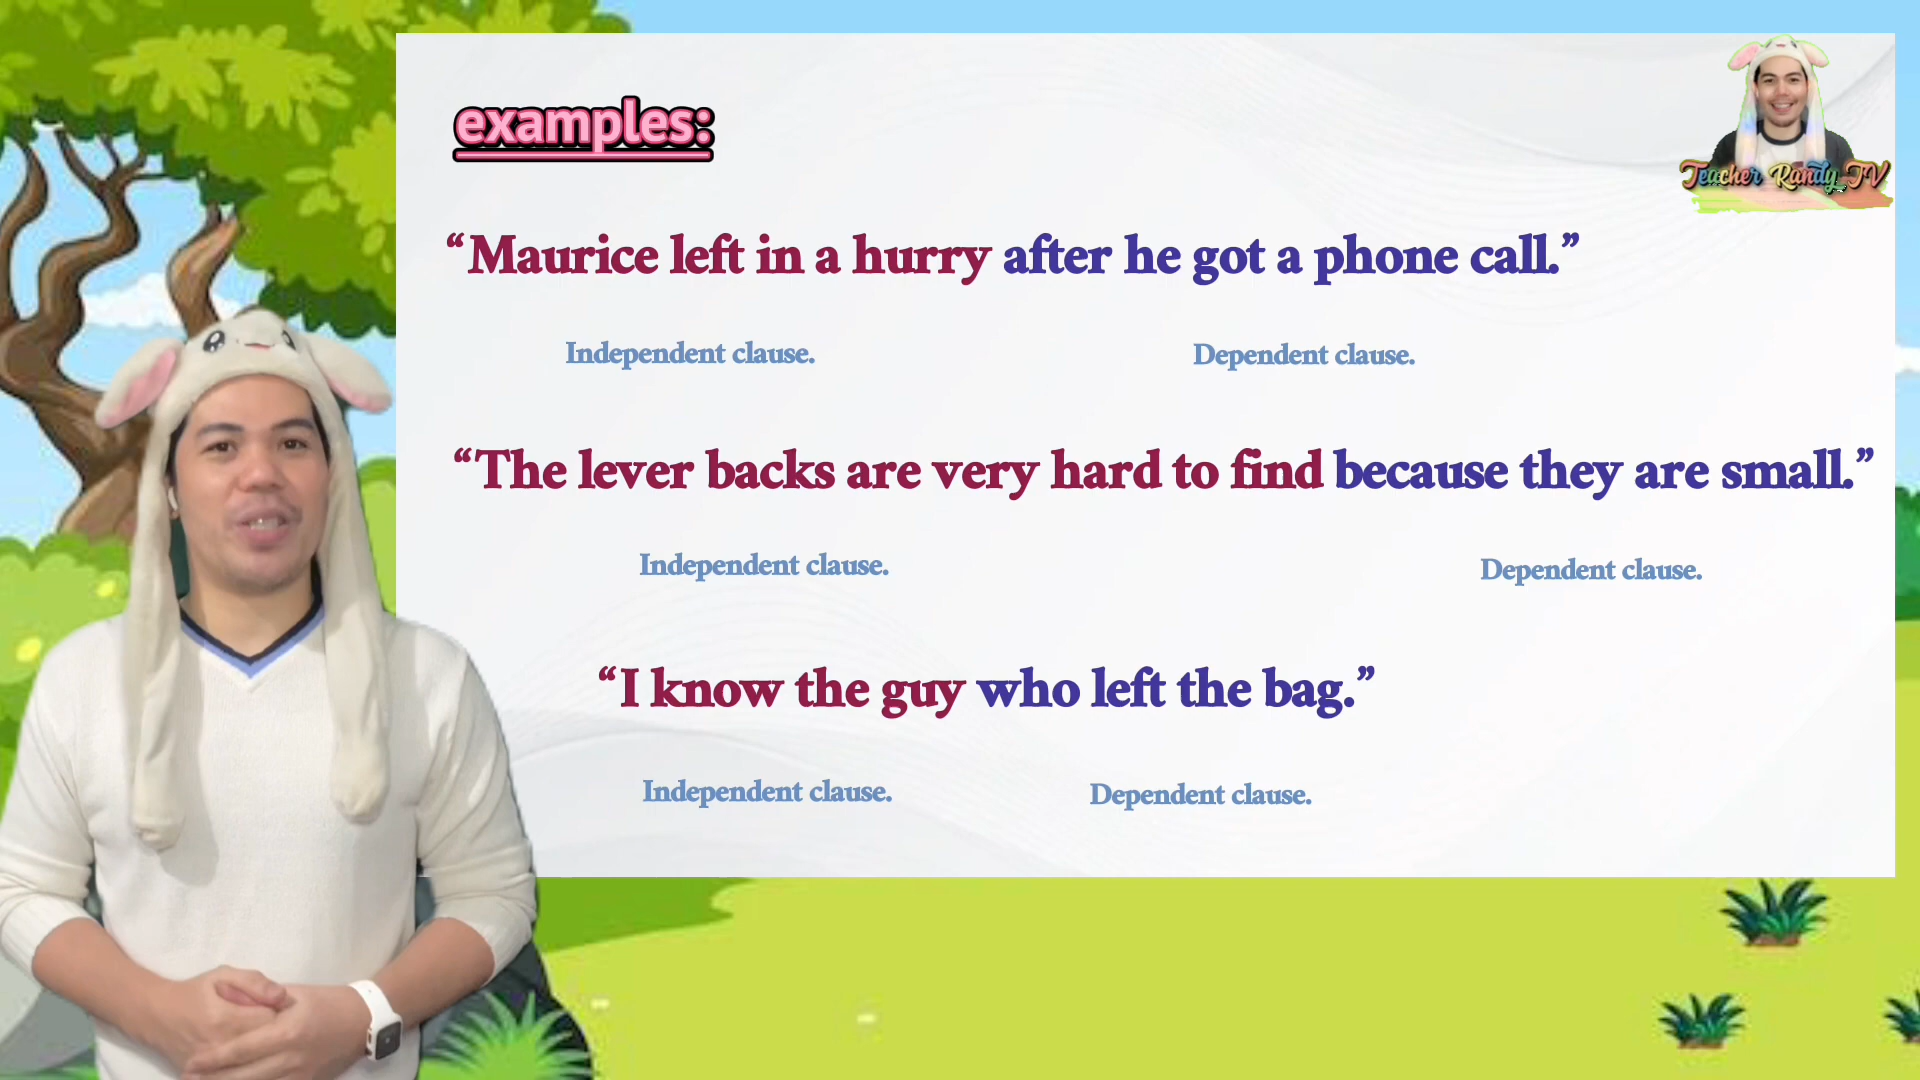 examples:
Teacher Randy TV
“Maurice left in a hurry after he got a phone call.”
Independent clause.
Dependent clause.
“The lever backs are very hard to find because they are small.”
Independent clause.
Dependent clause.
“I know the guy who left the bag.”
Independent clause.
Dependent clause.